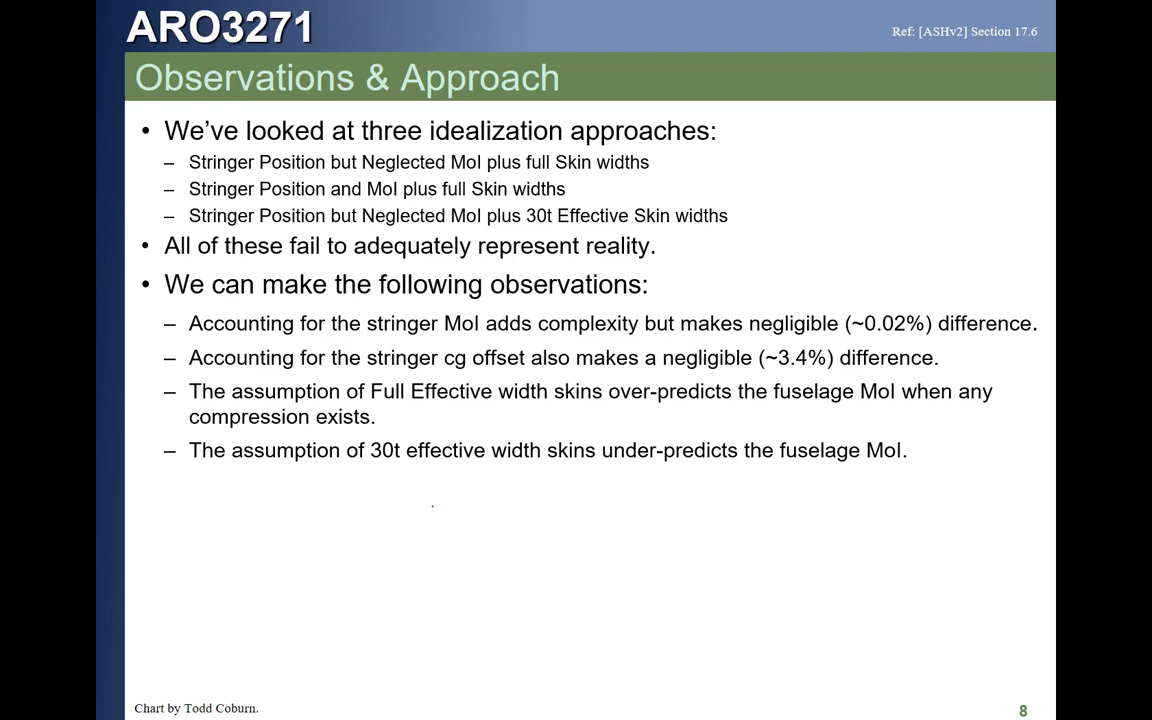 ARO3271
Ref: [ASHv2] Section 17.6
Observations & Approach
• We’ve looked at three idealization approaches:
– Stringer Position but Neglected MoI plus full Skin widths
– Stringer Position and MoI plus full Skin widths
– Stringer Position but Neglected MoI plus 30t Effective Skin widths
• All of these fail to adequately represent reality.
• We can make the following observations:
– Accounting for the stringer MoI adds complexity but makes negligible (~0.02%) difference.
– Accounting for the stringer cg offset also makes a negligible (~3.4%) difference.
– The assumption of Full Effective width skins over-predicts the fuselage MoI when any
compression exists.
– The assumption of 30t effective width skins under-predicts the fuselage MoI.
Chart by Todd Coburn.
8